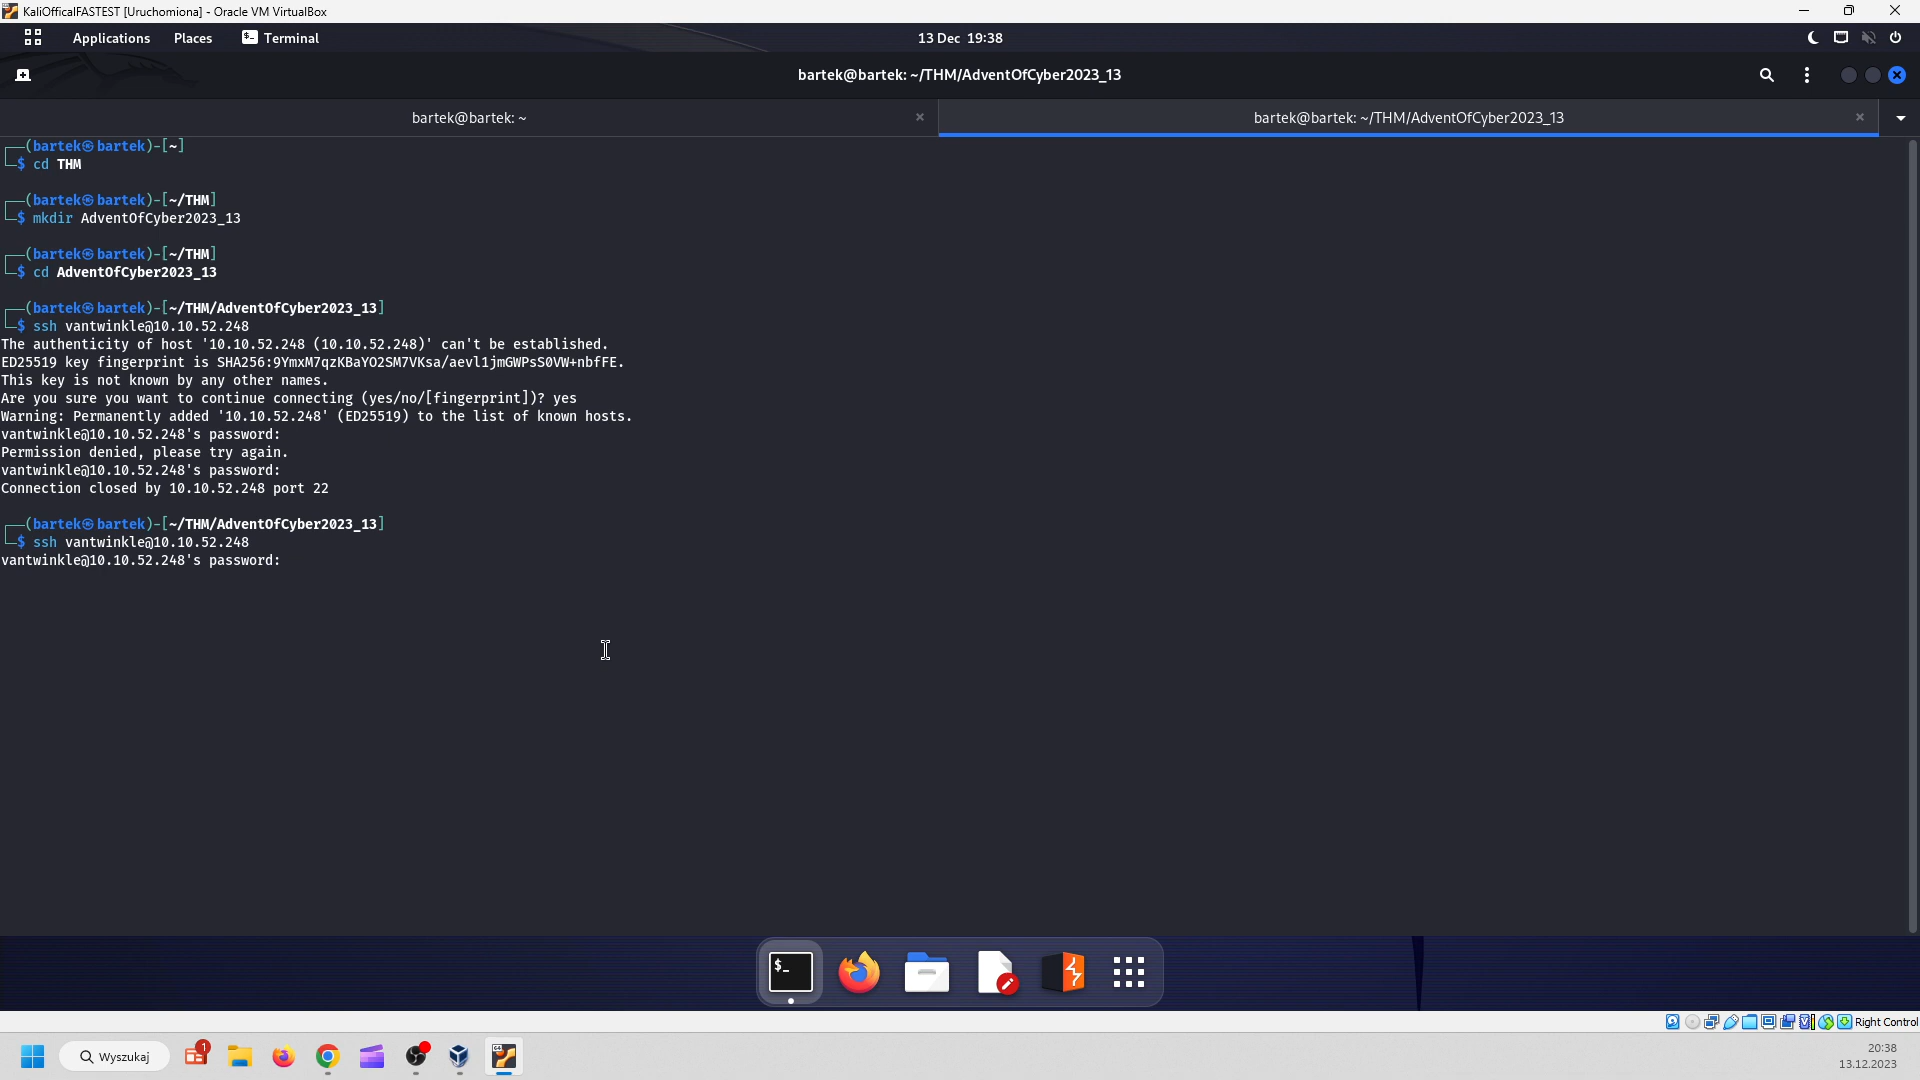 KaliOfficalFASTEST [Uruchomiona] - Oracle VM VirtualBox
Applications Places Terminal 13 Dec 19:38
bartek@bartek: ~/THM/AdventOfCyber2023_13
bartek@bartek: ~ bartek@bartek: ~/THM/AdventOfCyber2023_13
┌──(bartek㉿bartek)-[~]
└─$ cd THM
┌──(bartek㉿bartek)-[~/THM]
└─$ mkdir AdventOfCyber2023_13
┌──(bartek㉿bartek)-[~/THM]
└─$ cd AdventOfCyber2023_13
┌──(bartek㉿bartek)-[~/THM/AdventOfCyber2023_13]
└─$ ssh vantwinkle@10.10.52.248
The authenticity of host '10.10.52.248 (10.10.52.248)' can't be established.
ED25519 key fingerprint is SHA256:9YmxM7qzKBaYO2SM7VKsa/aevl1jmGWPsS0VW+nbfFE.
This key is not known by any other names.
Are you sure you want to continue connecting (yes/no/[fingerprint])? yes
Warning: Permanently added '10.10.52.248' (ED25519) to the list of known hosts.
vantwinkle@10.10.52.248's password:
Permission denied, please try again.
vantwinkle@10.10.52.248's password:
Connection closed by 10.10.52.248 port 22
┌──(bartek㉿bartek)-[~/THM/AdventOfCyber2023_13]
└─$ ssh vantwinkle@10.10.52.248
vantwinkle@10.10.52.248's password:
$_
Right Control
Wyszukaj
1
64
20:38
13.12.2023